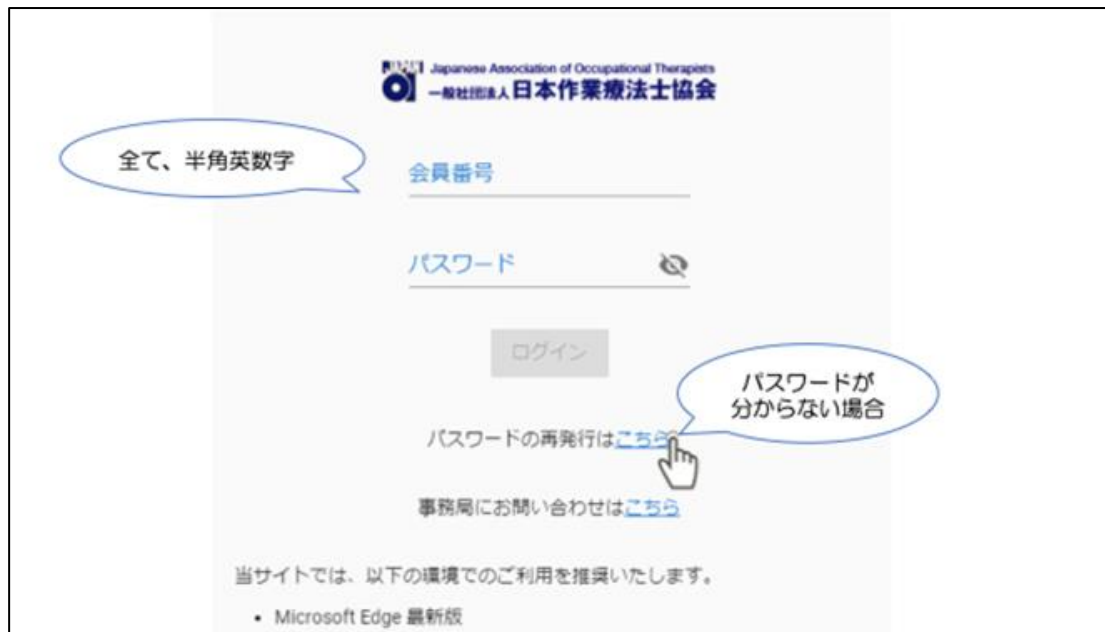 Japanese Association of Occupational Therapists
一般社団法人日本作業療法士協会
全て、半角英数字
会員番号
パスワード
ログイン
パスワードが
分からない場合
パスワードの再発行はこちら
事務局にお問い合わせはこちら
当サイトでは、以下の環境でのご利用を推奨いたします。
• Microsoft Edge 最新版